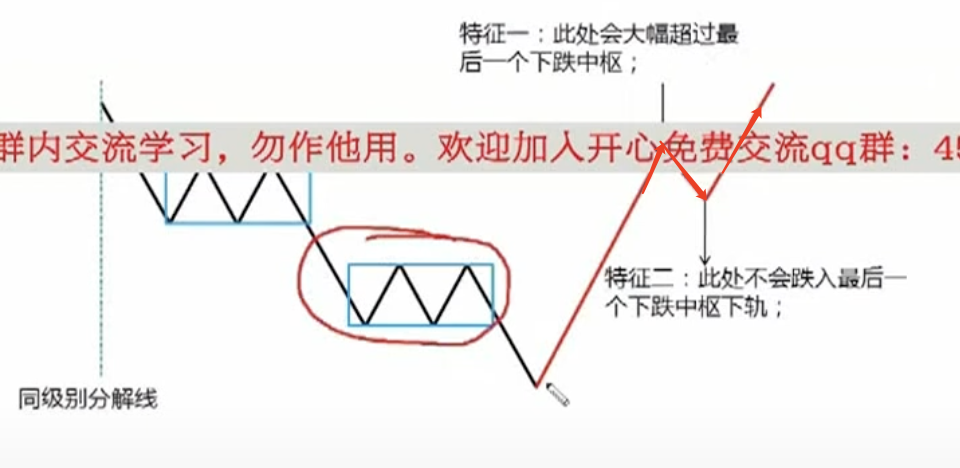 特征一：此处会大幅超过最
后一个下跌中枢；
群内交流学习，勿作他用。欢迎加入开心免费交流qq群：45
特征二：此处不会跌入最后一
个下跌中枢下轨；
同级别分解线